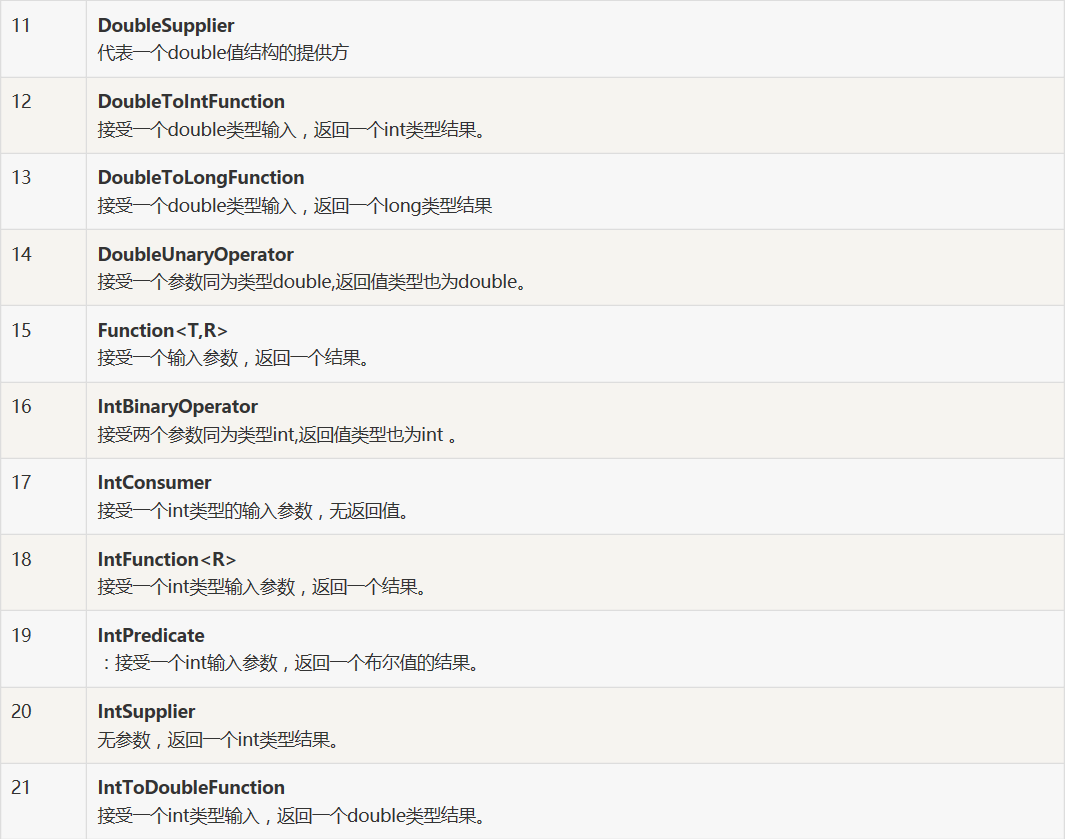 11
DoubleSupplier
代表一个double值结构的提供方
12
DoubleToIntFunction
接受一个double类型输入，返回一个int类型结果。
13
DoubleToLongFunction
接受一个double类型输入，返回一个long类型结果
14
DoubleUnaryOperator
接受一个参数同为类型double,返回值类型也为double。
15
Function<T,R>
接受一个输入参数，返回一个结果。
16
IntBinaryOperator
接受两个参数同为类型int,返回值类型也为int 。
17
IntConsumer
接受一个int类型的输入参数，无返回值。
18
IntFunction<R>
接受一个int类型输入参数，返回一个结果。
19
IntPredicate
：接受一个int输入参数，返回一个布尔值的结果。
20
IntSupplier
无参数，返回一个int类型结果。
21
IntToDoubleFunction
接受一个int类型输入，返回一个double类型结果。